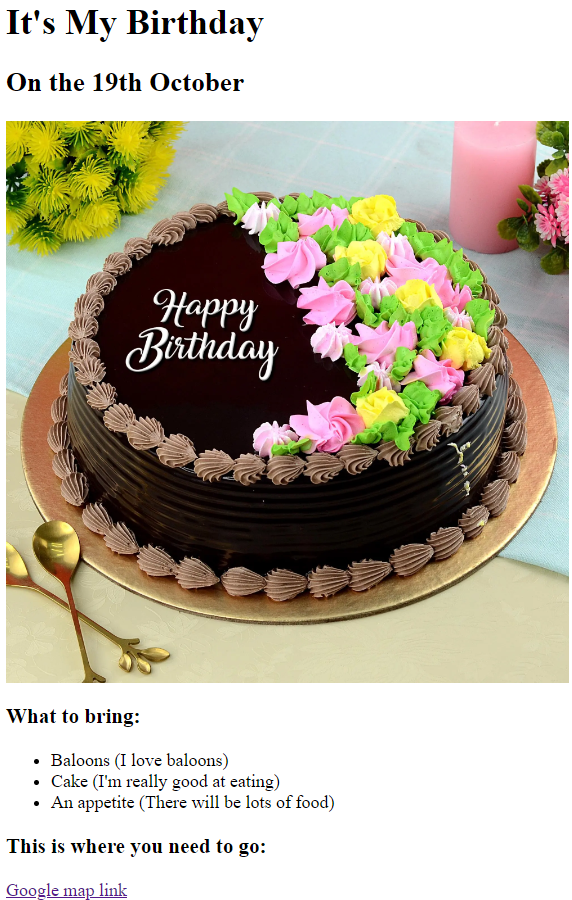 It's My Birthday
On the 19th October
Happy
Birthday
What to bring:
Baloons (I love baloons)
Cake (I'm really good at eating)
An appetite (There will be lots of food)
This is where you need to go:
Google map link